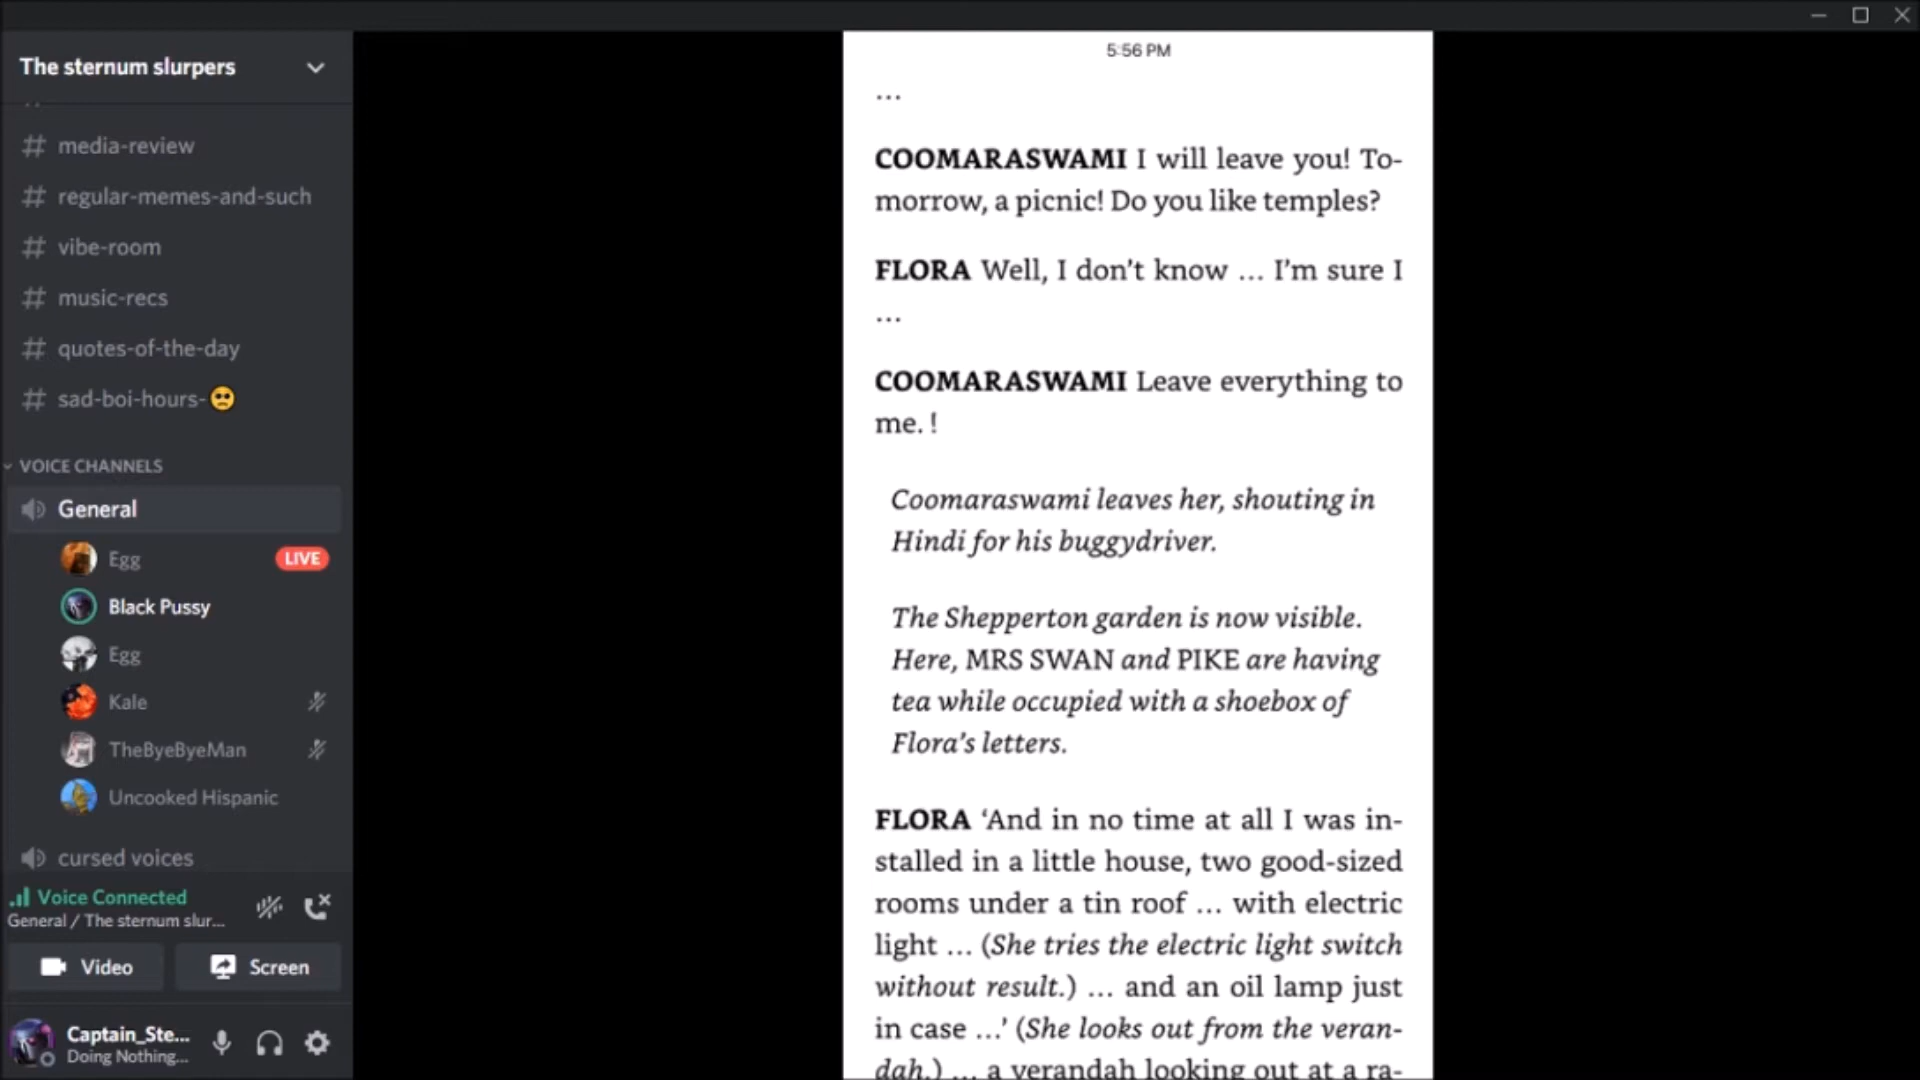 The sternum slurpers
# media-review
# regular-memes-and-such
# vibe-room
# music-recs
# quotes-of-the-day
# sad-boi-hours-🥺
VOICE CHANNELS
General
Egg
LIVE
Black Pussy
Egg
Kale
TheByeByeMan
Uncooked Hispanic
cursed voices
Voice Connected
General / The sternum slur...
Video
Screen
Captain_Ste...
Doing Nothing...
5:56 PM
...
COOMARASWAMI I will leave you! To-
morrow, a picnic! Do you like temples?
FLORA Well, I don’t know ... I’m sure I
...
COOMARASWAMI Leave everything to
me. !
Coomaraswami leaves her, shouting in
Hindi for his buggydriver.
The Shepperton garden is now visible.
Here, MRS SWAN and PIKE are having
tea while occupied with a shoebox of
Flora’s letters.
FLORA ‘And in no time at all I was in-
stalled in a little house, two good-sized
rooms under a tin roof ... with electric
light ... (She tries the electric light switch
without result.) ... and an oil lamp just
in case ...’ (She looks out from the veran-
dah.) ... a verandah looking out at a ra-